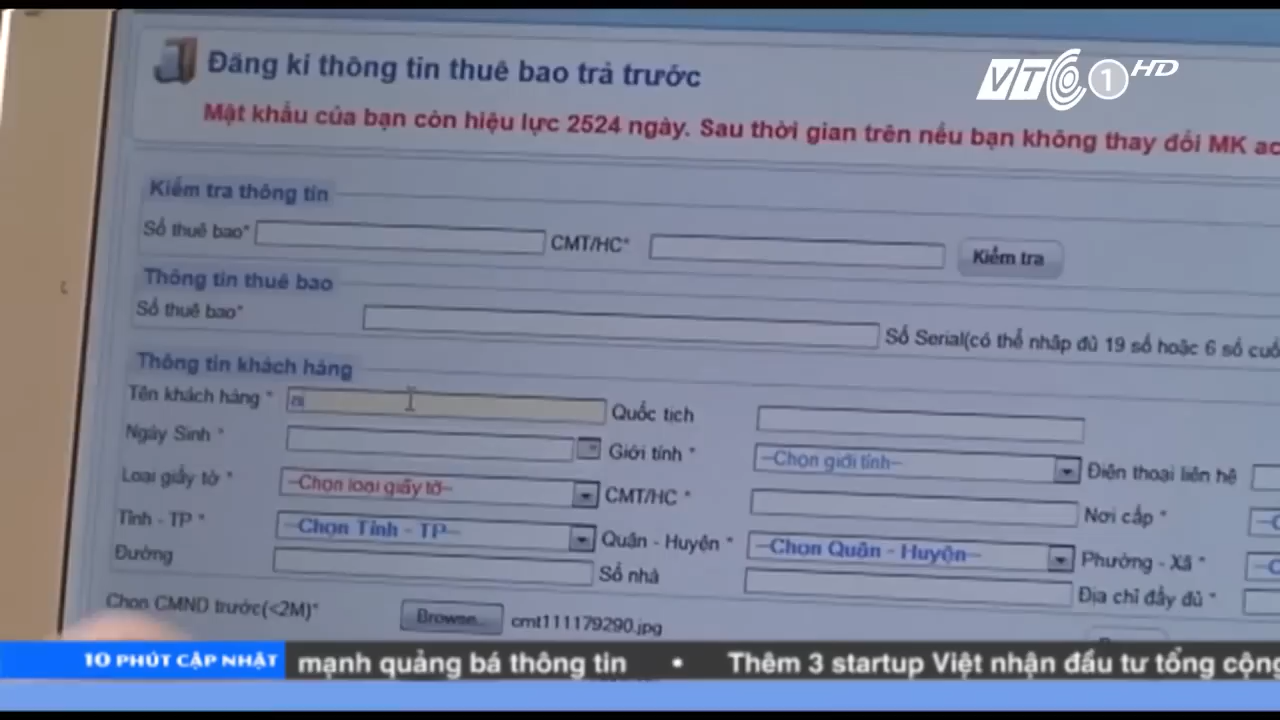 VTC 1 HD
Đăng kí thông tin thuê bao trả trước
Mật khẩu của bạn còn hiệu lực 2524 ngày. Sau thời gian trên nếu bạn không thay đổi MK ac
Kiểm tra thông tin
Số thuê bao* CMT/HC* Kiểm tra
Thông tin thuê bao
Số thuê bao* Số Serial(có thể nhập đủ 19 số hoặc 6 số cuố
Thông tin khách hàng
Tên khách hàng * Quốc tịch
Ngày Sinh * Giới tính * --Chọn giới tính-- Điện thoại liên hệ
Loại giấy tờ * --Chọn loại giấy tờ-- CMT/HC * Nơi cấp *
Tỉnh - TP * --Chọn Tỉnh - TP-- Quận - Huyện * --Chọn Quận - Huyện-- Phường - Xã *
Đường Số nhà Địa chỉ đầy đủ *
Chọn CMND trước(<2M)* Browse... cmt111179290.jpg
10 PHÚT CẬP NHẬT mạnh quảng bá thông tin • Thêm 3 startup Việt nhận đầu tư tổng cộng